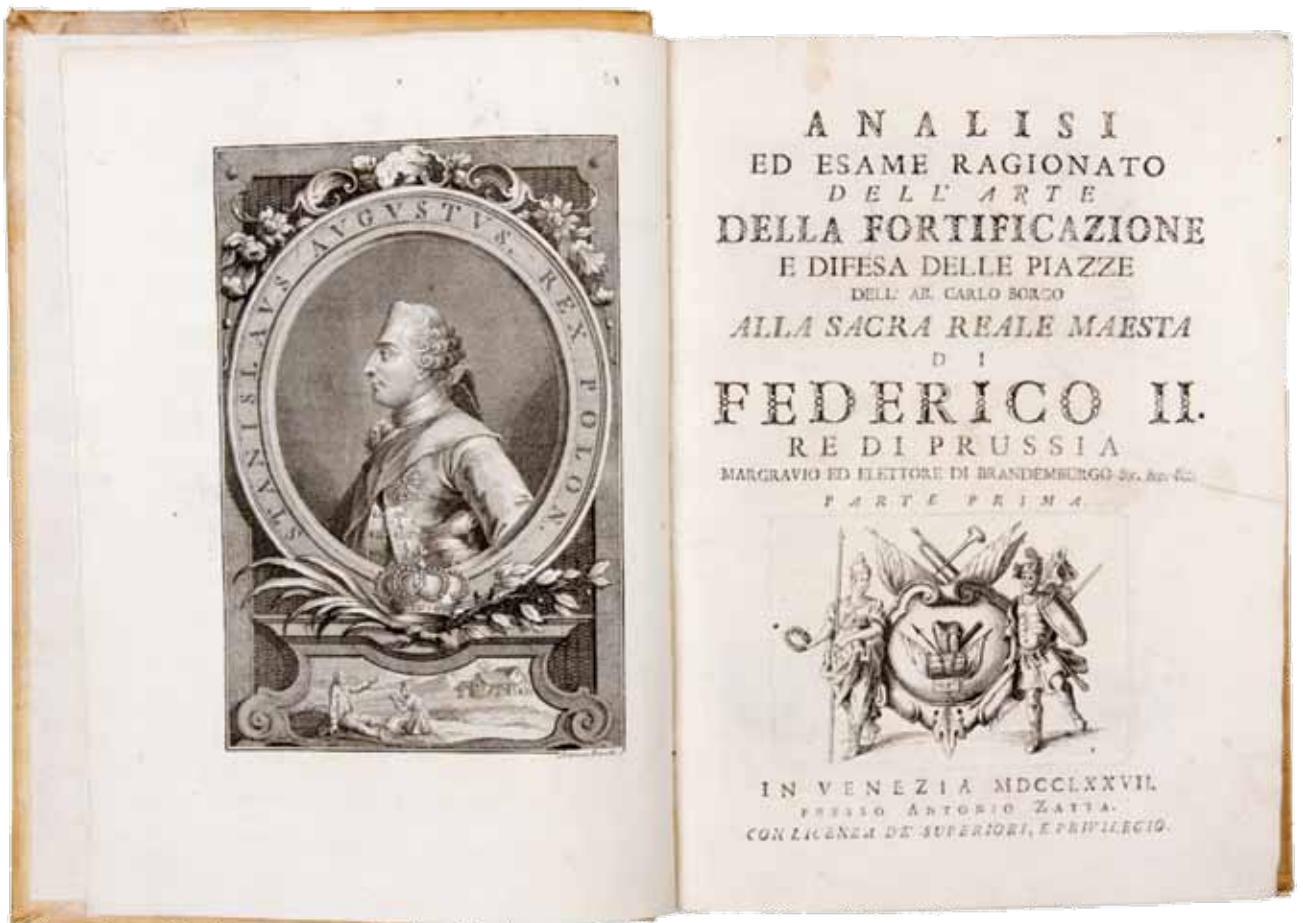 STANISLAVS AVGVSTVS, REX POLON.
ANALISI
ED ESAME RAGIONATO
DELL' ARTE
DELLA FORTIFICAZIONE
E DIFESA DELLE PIAZZE
DELL' AB. CARLO BORGO
ALLA SACRA REALE MAESTA
DI
FEDERICO II.
RE DI PRUSSIA
MARGRAVIO ED ELETTORE DI BRANDEMBURGO &c. &c. &c.
PARTE PRIMA
IN VENEZIA MDCCLXXVII.
PRESSO ANTONIO ZATTA.
CON LICENZA DE' SUPERIORI, E PRIVILEGIO.